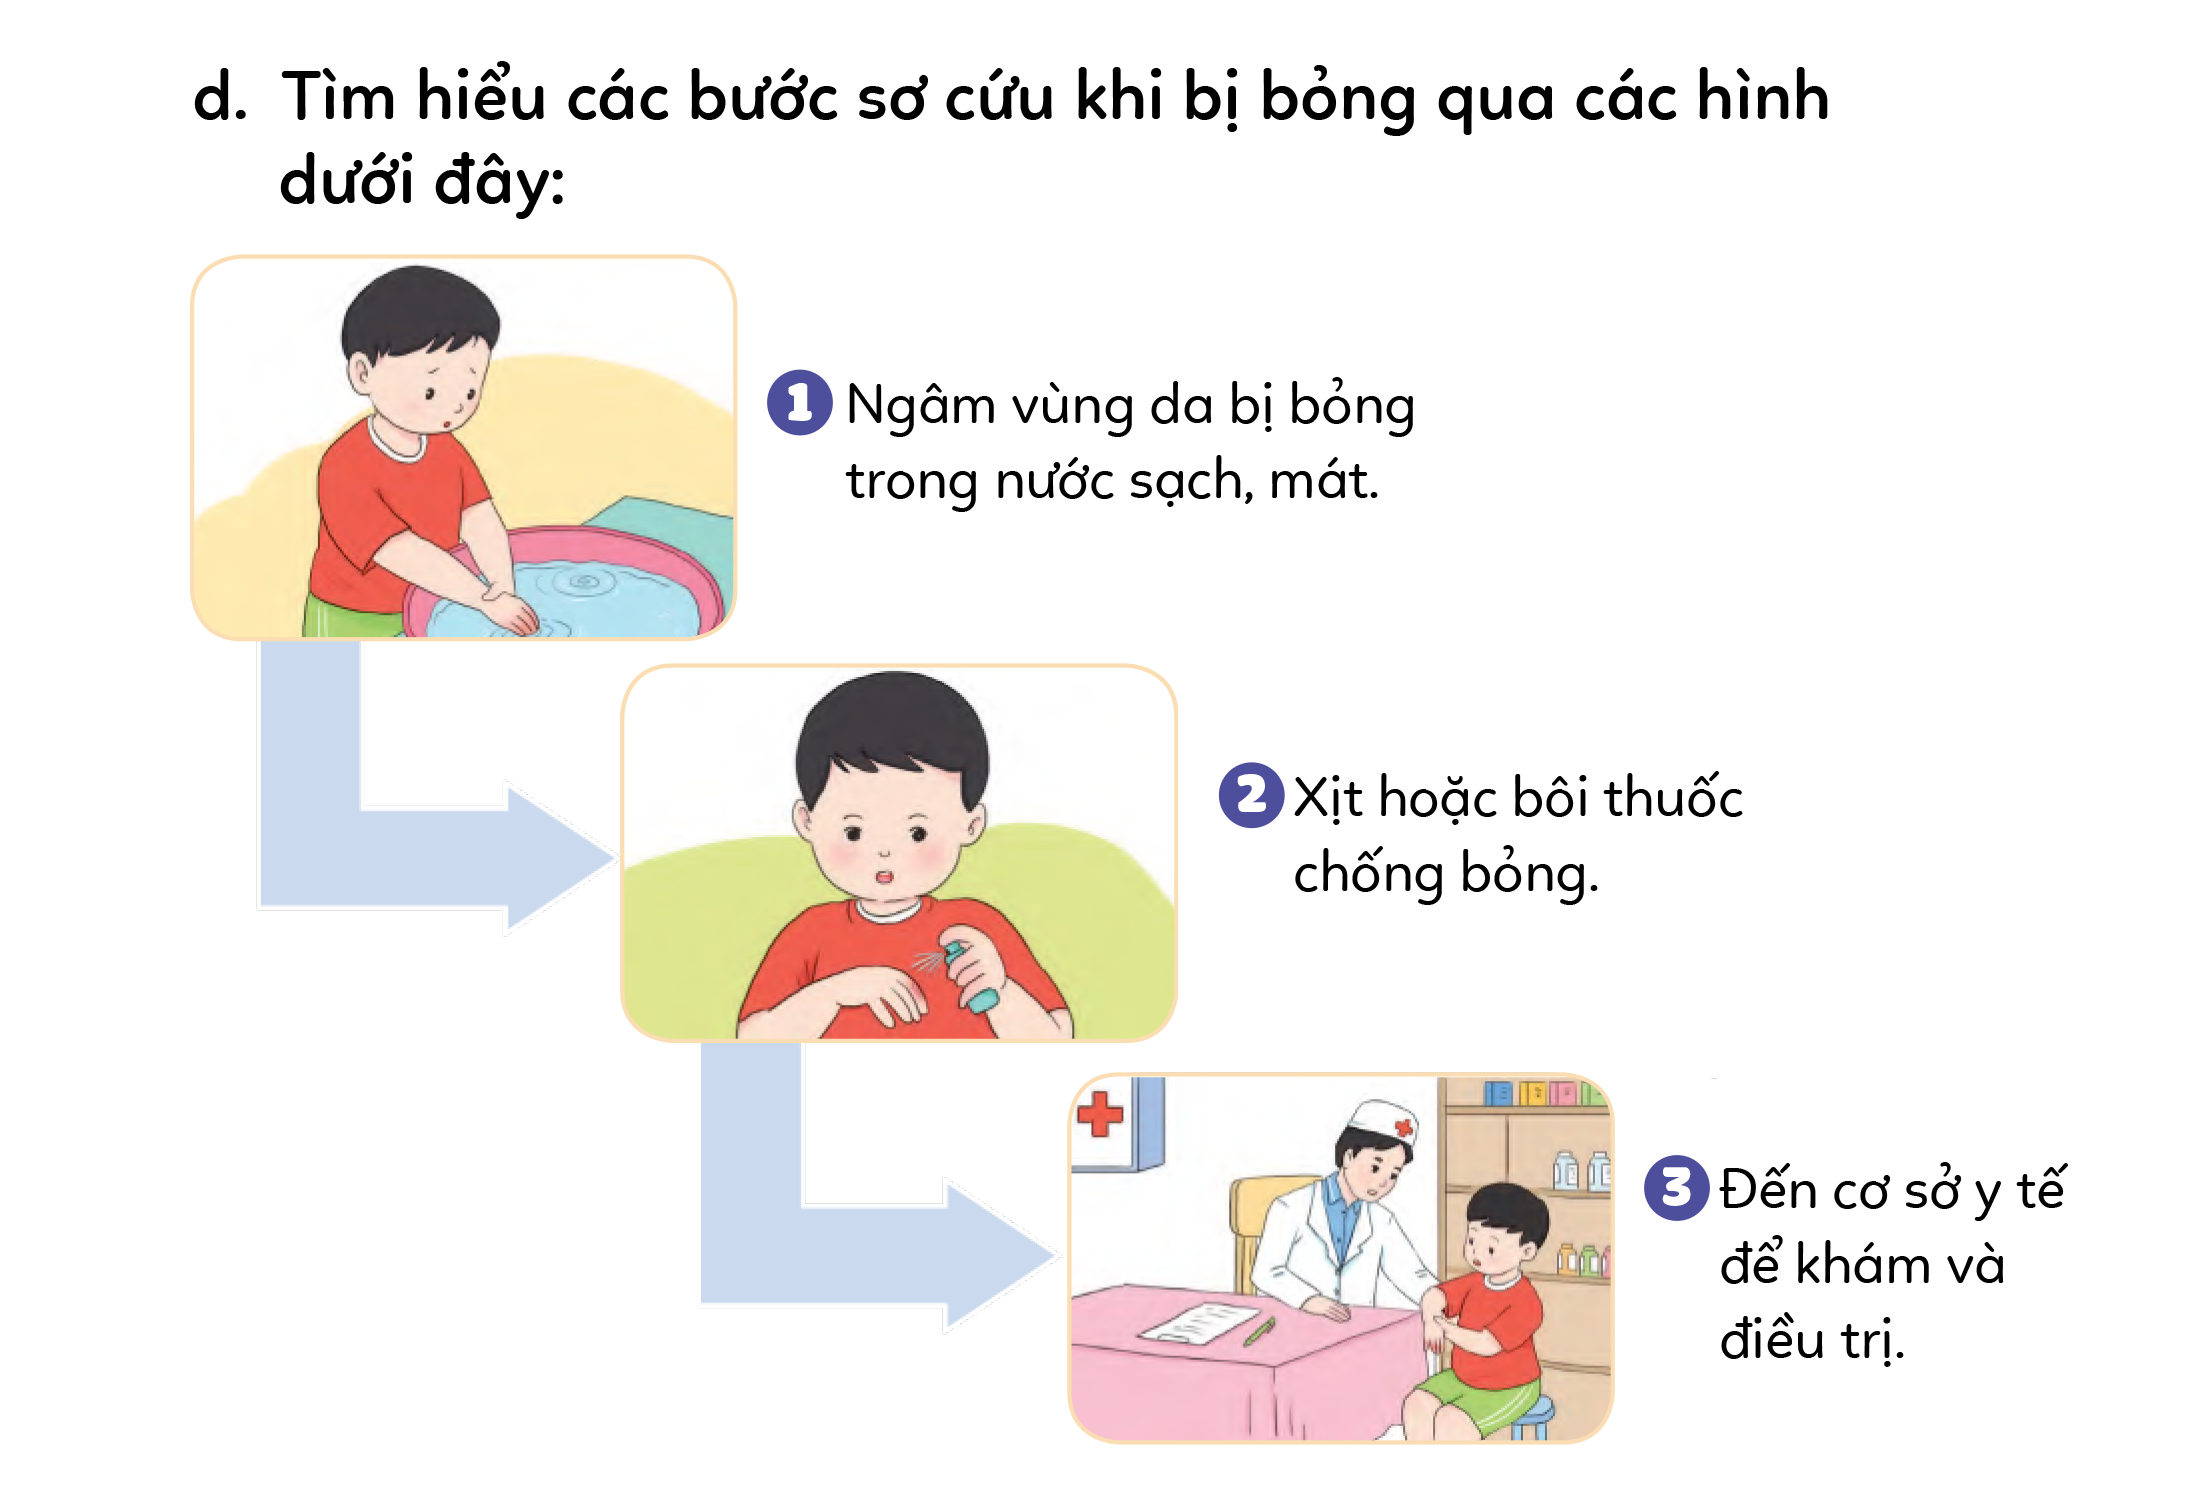 d. Tìm hiểu các bước sơ cứu khi bị bỏng qua các hình
dưới đây:
1 Ngâm vùng da bị bỏng
trong nước sạch, mát.
2 Xịt hoặc bôi thuốc
chống bỏng.
3 Đến cơ sở y tế
để khám và
điều trị.